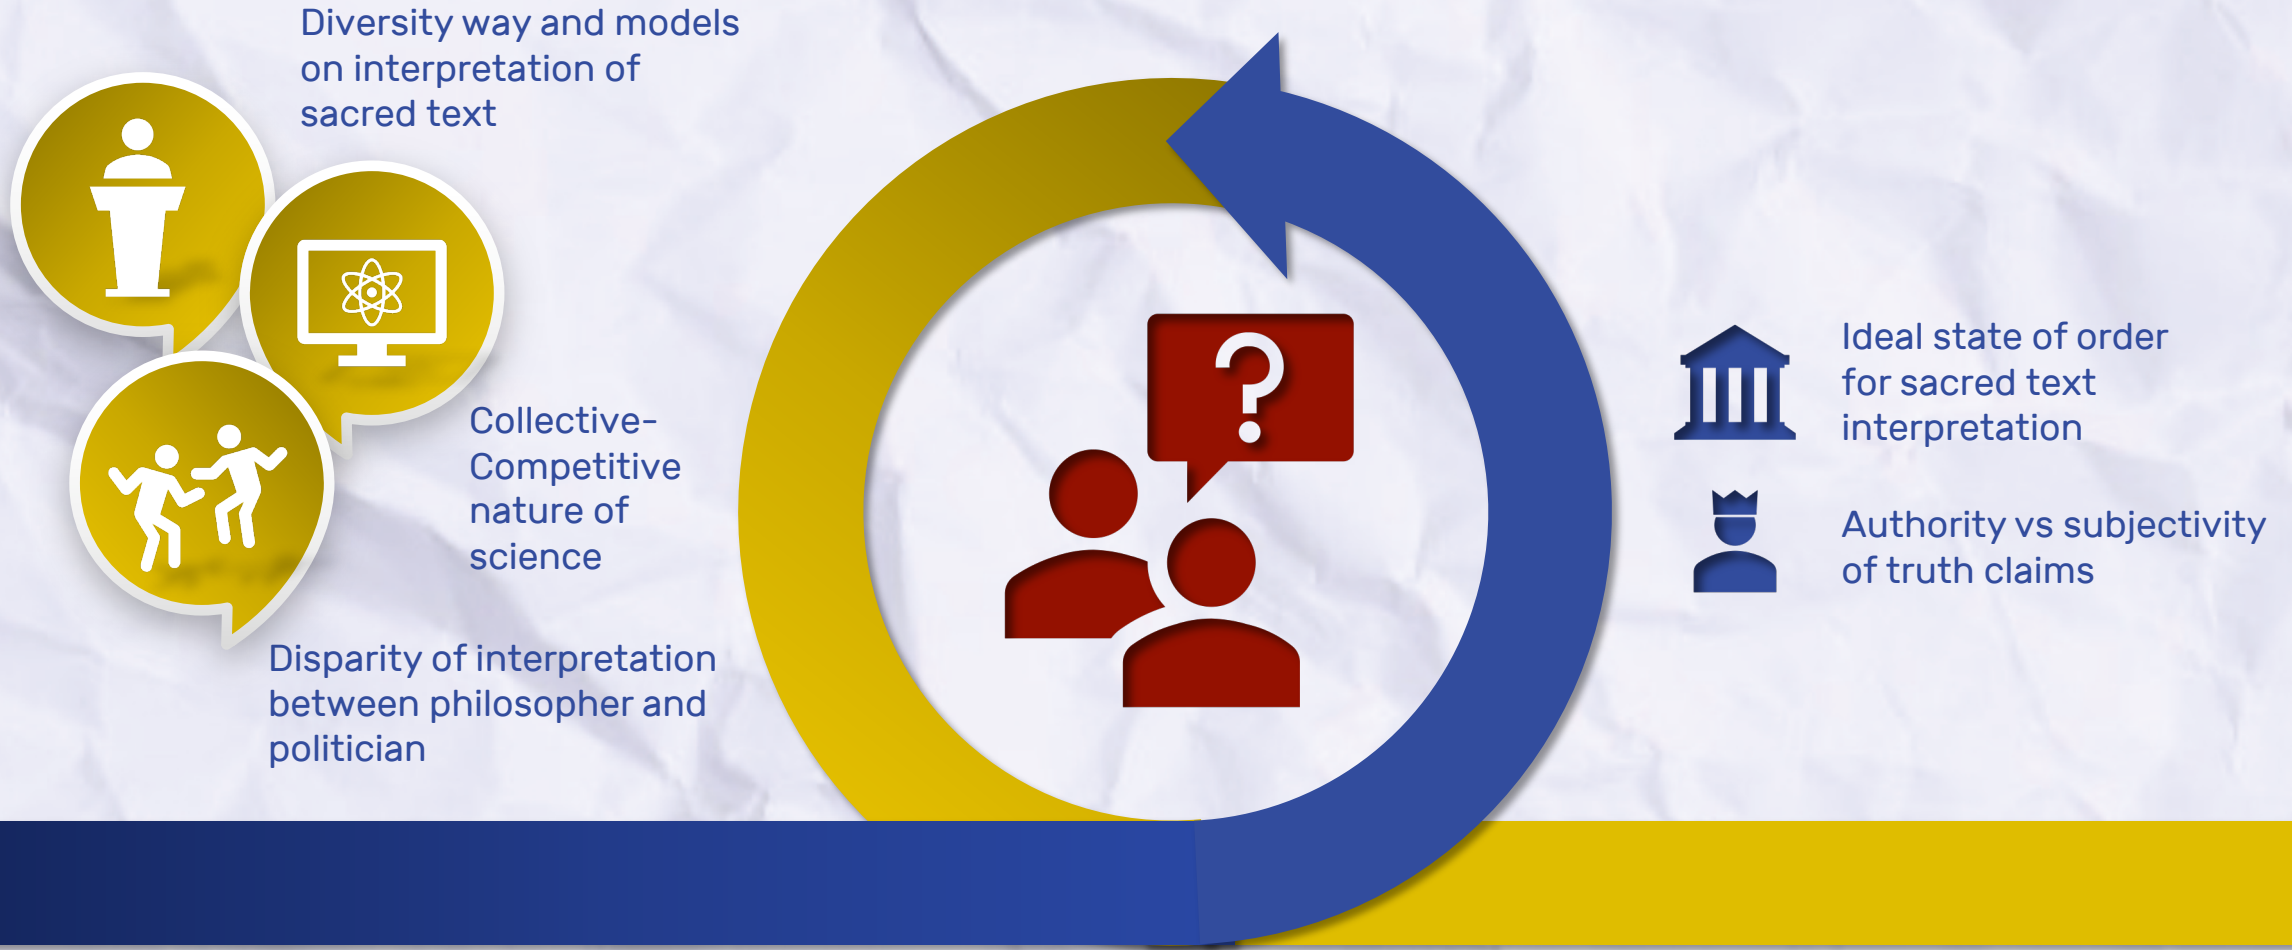 Diversity way and models
on interpretation of
sacred text
Collective-
Competitive
nature of
science
Disparity of interpretation
between philosopher and
politician
?
Ideal state of order
for sacred text
interpretation
Authority vs subjectivity
of truth claims